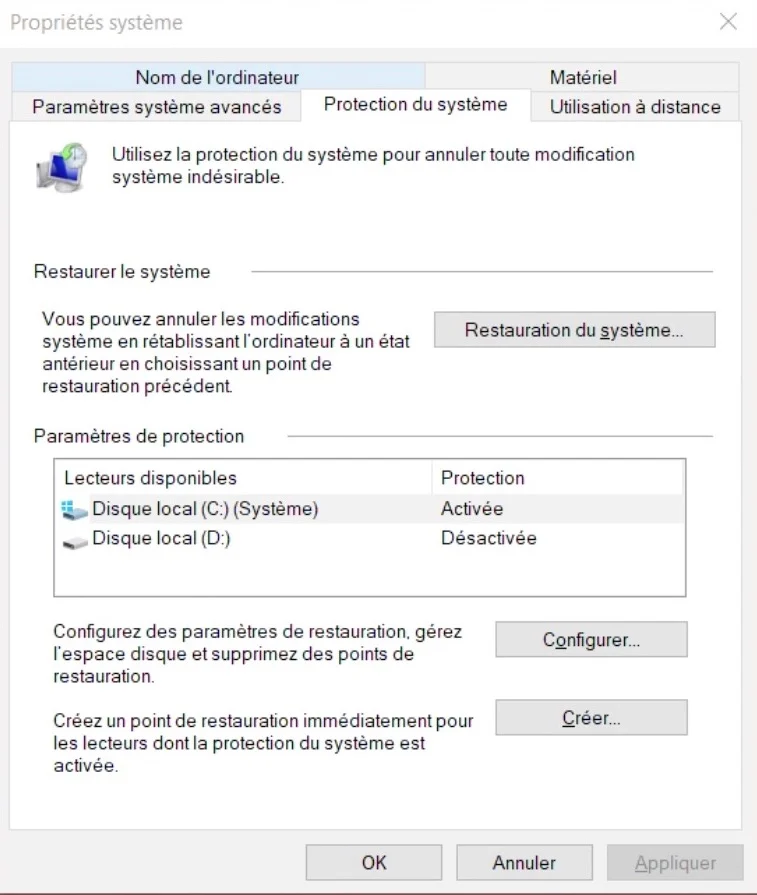 Propriétés système
Nom de l'ordinateur
Matériel
Paramètres système avancés
Protection du système
Utilisation à distance
Utilisez la protection du système pour annuler toute modification
système indésirable.
Restaurer le système
Vous pouvez annuler les modifications
système en rétablissant l'ordinateur à un état
antérieur en choisissant un point de
restauration précédent.
Restauration du système...
Paramètres de protection
Lecteurs disponibles
Protection
Disque local (C:) (Système)
Activée
Disque local (D:)
Désactivée
Configurez des paramètres de restauration, gérez
l'espace disque et supprimez des points de
restauration.
Configurer...
Créez un point de restauration immédiatement pour
les lecteurs dont la protection du système est
activée.
Créer...
OK
Annuler
Appliquer